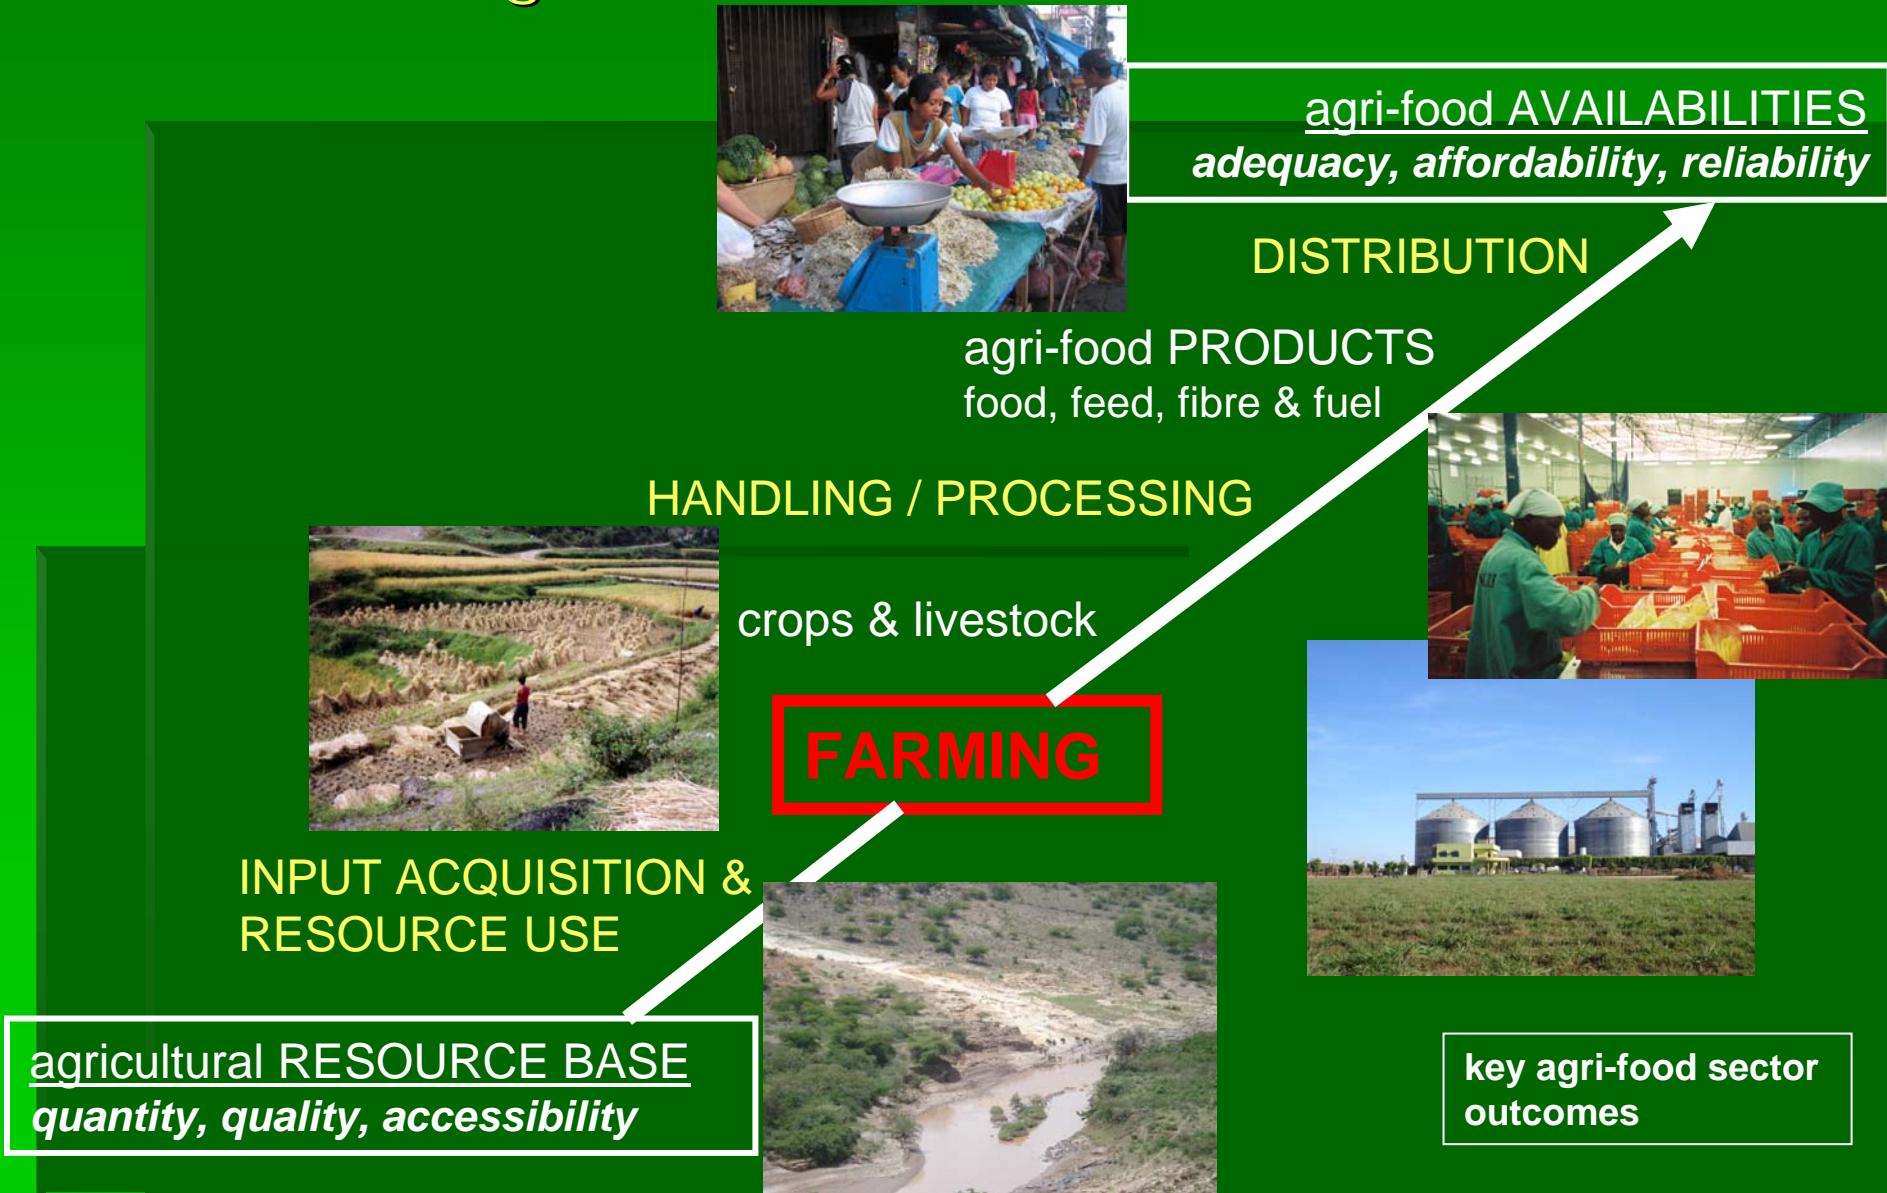 agri-food AVAILABILITIES
adequacy, affordability, reliability
DISTRIBUTION
agri-food PRODUCTS
food, feed, fibre & fuel
HANDLING / PROCESSING
crops & livestock
FARMING
INPUT ACQUISITION &
RESOURCE USE
agricultural RESOURCE BASE
quantity, quality, accessibility
key agri-food sector
outcomes